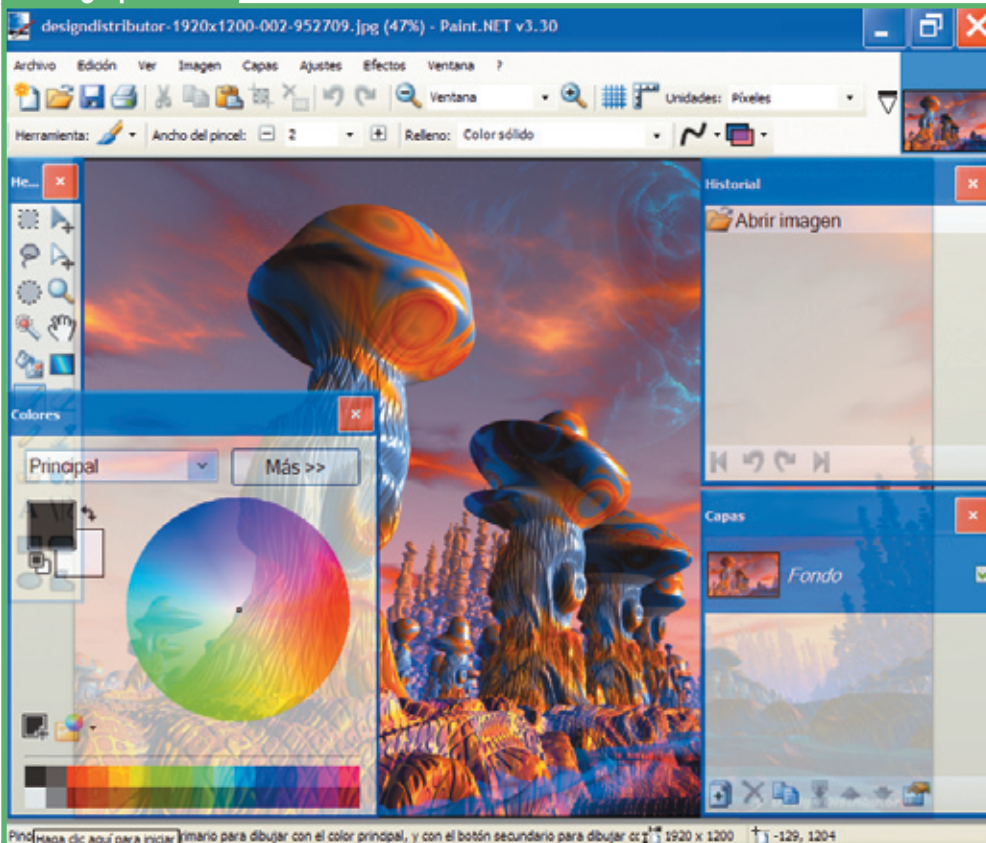 designdistributor-1920x1200-002-952709.jpg (47%) - Paint.NET v3.30
Archivo Edición Ver Imagen Capas Ajustes Efectos Ventana ?
Ventana Unidades: Píxeles
Herramienta: Ancho del pincel: 2 Relleno: Color sólido
He...
Historial
Abrir imagen
Colores
Principal Más >>
Capas
Fondo
Haga clic aquí para iniciar rimario para dibujar con el color principal, y con el botón secundario para dibujar cc 1920 x 1200 -129, 1204